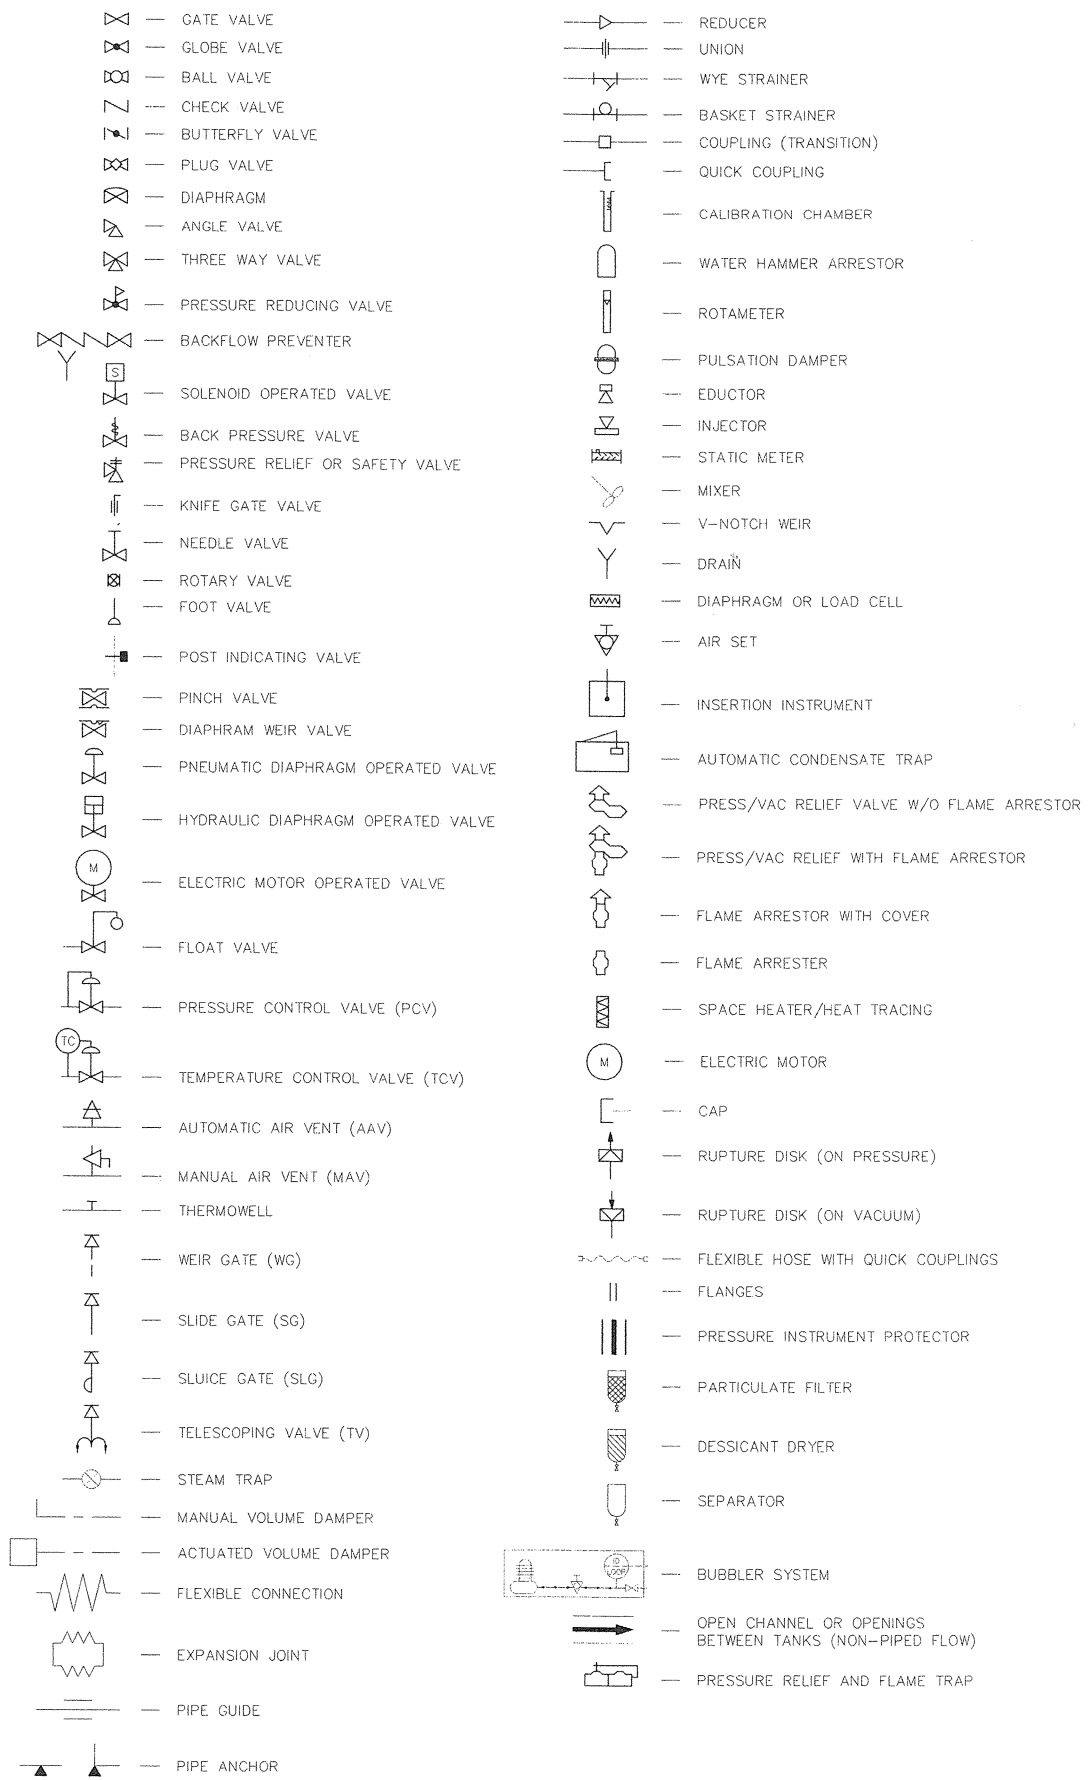 GATE VALVE
GLOBE VALVE
BALL VALVE
CHECK VALVE
BUTTERFLY VALVE
PLUG VALVE
DIAPHRAGM
ANGLE VALVE
THREE WAY VALVE
PRESSURE REDUCING VALVE
BACKFLOW PREVENTER
S
SOLENOID OPERATED VALVE
BACK PRESSURE VALVE
PRESSURE RELIEF OR SAFETY VALVE
KNIFE GATE VALVE
NEEDLE VALVE
ROTARY VALVE
FOOT VALVE
POST INDICATING VALVE
PINCH VALVE
DIAPHRAM WEIR VALVE
PNEUMATIC DIAPHRAGM OPERATED VALVE
HYDRAULIC DIAPHRAGM OPERATED VALVE
M
ELECTRIC MOTOR OPERATED VALVE
FLOAT VALVE
PRESSURE CONTROL VALVE (PCV)
TC
TEMPERATURE CONTROL VALVE (TCV)
AUTOMATIC AIR VENT (AAV)
MANUAL AIR VENT (MAV)
THERMOWELL
WEIR GATE (WG)
SLIDE GATE (SG)
SLUICE GATE (SLG)
TELESCOPING VALVE (TV)
STEAM TRAP
MANUAL VOLUME DAMPER
ACTUATED VOLUME DAMPER
FLEXIBLE CONNECTION
EXPANSION JOINT
PIPE GUIDE
PIPE ANCHOR
REDUCER
UNION
WYE STRAINER
BASKET STRAINER
COUPLING (TRANSITION)
QUICK COUPLING
CALIBRATION CHAMBER
WATER HAMMER ARRESTOR
ROTAMETER
PULSATION DAMPER
EDUCTOR
INJECTOR
STATIC METER
MIXER
V-NOTCH WEIR
DRAIN
DIAPHRAGM OR LOAD CELL
AIR SET
INSERTION INSTRUMENT
AUTOMATIC CONDENSATE TRAP
PRESS/VAC RELIEF VALVE W/O FLAME ARRESTOR
PRESS/VAC RELIEF WITH FLAME ARRESTOR
FLAME ARRESTOR WITH COVER
FLAME ARRESTER
SPACE HEATER/HEAT TRACING
M
ELECTRIC MOTOR
CAP
RUPTURE DISK (ON PRESSURE)
RUPTURE DISK (ON VACUUM)
FLEXIBLE HOSE WITH QUICK COUPLINGS
FLANGES
PRESSURE INSTRUMENT PROTECTOR
PARTICULATE FILTER
DESSICANT DRYER
SEPARATOR
ID
LOOP
BUBBLER SYSTEM
OPEN CHANNEL OR OPENINGS
BETWEEN TANKS (NON-PIPED FLOW)
PRESSURE RELIEF AND FLAME TRAP